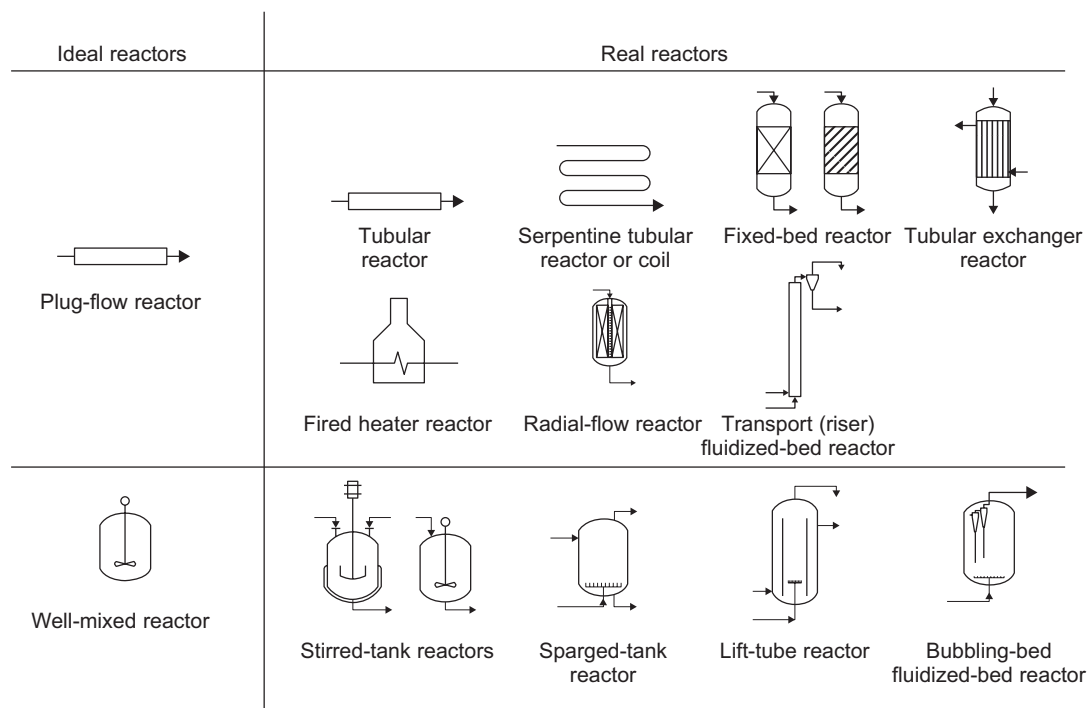 Ideal reactors
Real reactors
Plug-flow reactor
Tubular
reactor
Serpentine tubular
reactor or coil
Fixed-bed reactor
Tubular exchanger
reactor
Fired heater reactor
Radial-flow reactor
Transport (riser)
fluidized-bed reactor
Well-mixed reactor
Stirred-tank reactors
Sparged-tank
reactor
Lift-tube reactor
Bubbling-bed
fluidized-bed reactor